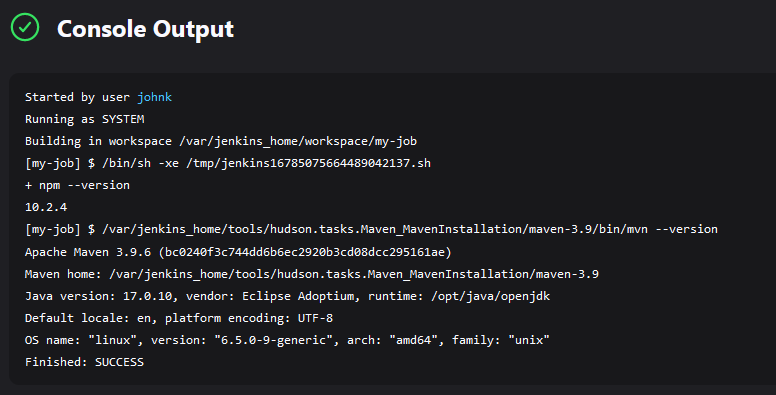 Console Output
Started by user johnk
Running as SYSTEM
Building in workspace /var/jenkins_home/workspace/my-job
[my-job] $ /bin/sh -xe /tmp/jenkins16785075664489042137.sh
+ npm --version
10.2.4
[my-job] $ /var/jenkins_home/tools/hudson.tasks.Maven_MavenInstallation/maven-3.9/bin/mvn --version
Apache Maven 3.9.6 (bc0240f3c744dd6b6ec2920b3cd08dcc295161ae)
Maven home: /var/jenkins_home/tools/hudson.tasks.Maven_MavenInstallation/maven-3.9
Java version: 17.0.10, vendor: Eclipse Adoptium, runtime: /opt/java/openjdk
Default locale: en, platform encoding: UTF-8
OS name: "linux", version: "6.5.0-9-generic", arch: "amd64", family: "unix"
Finished: SUCCESS